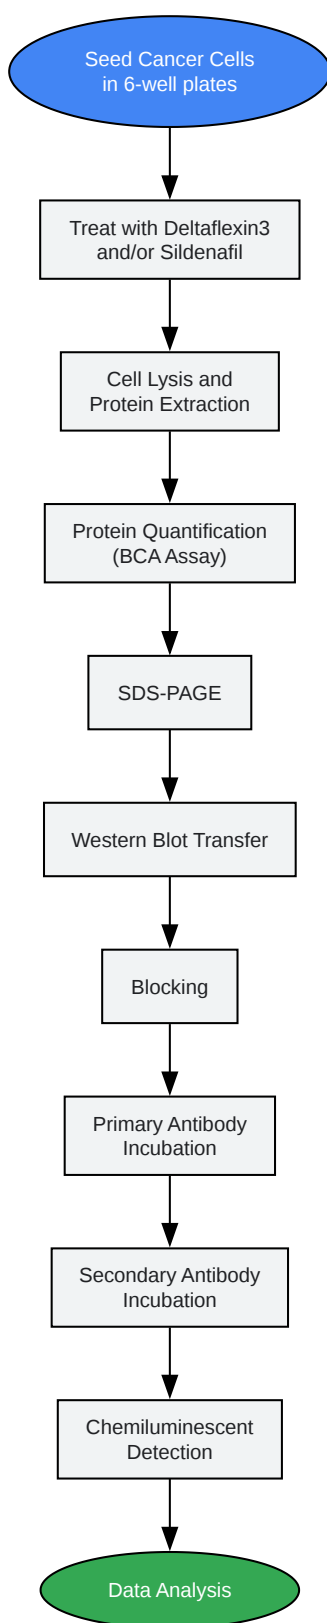 Seed Cancer Cells
in 6-well plates
Treat with Deltaflexin3
and/or Sildenafil
Cell Lysis and
Protein Extraction
Protein Quantification
(BCA Assay)
SDS-PAGE
Western Blot Transfer
Blocking
Primary Antibody
Incubation
Secondary Antibody
Incubation
Chemiluminescent
Detection
Data Analysis